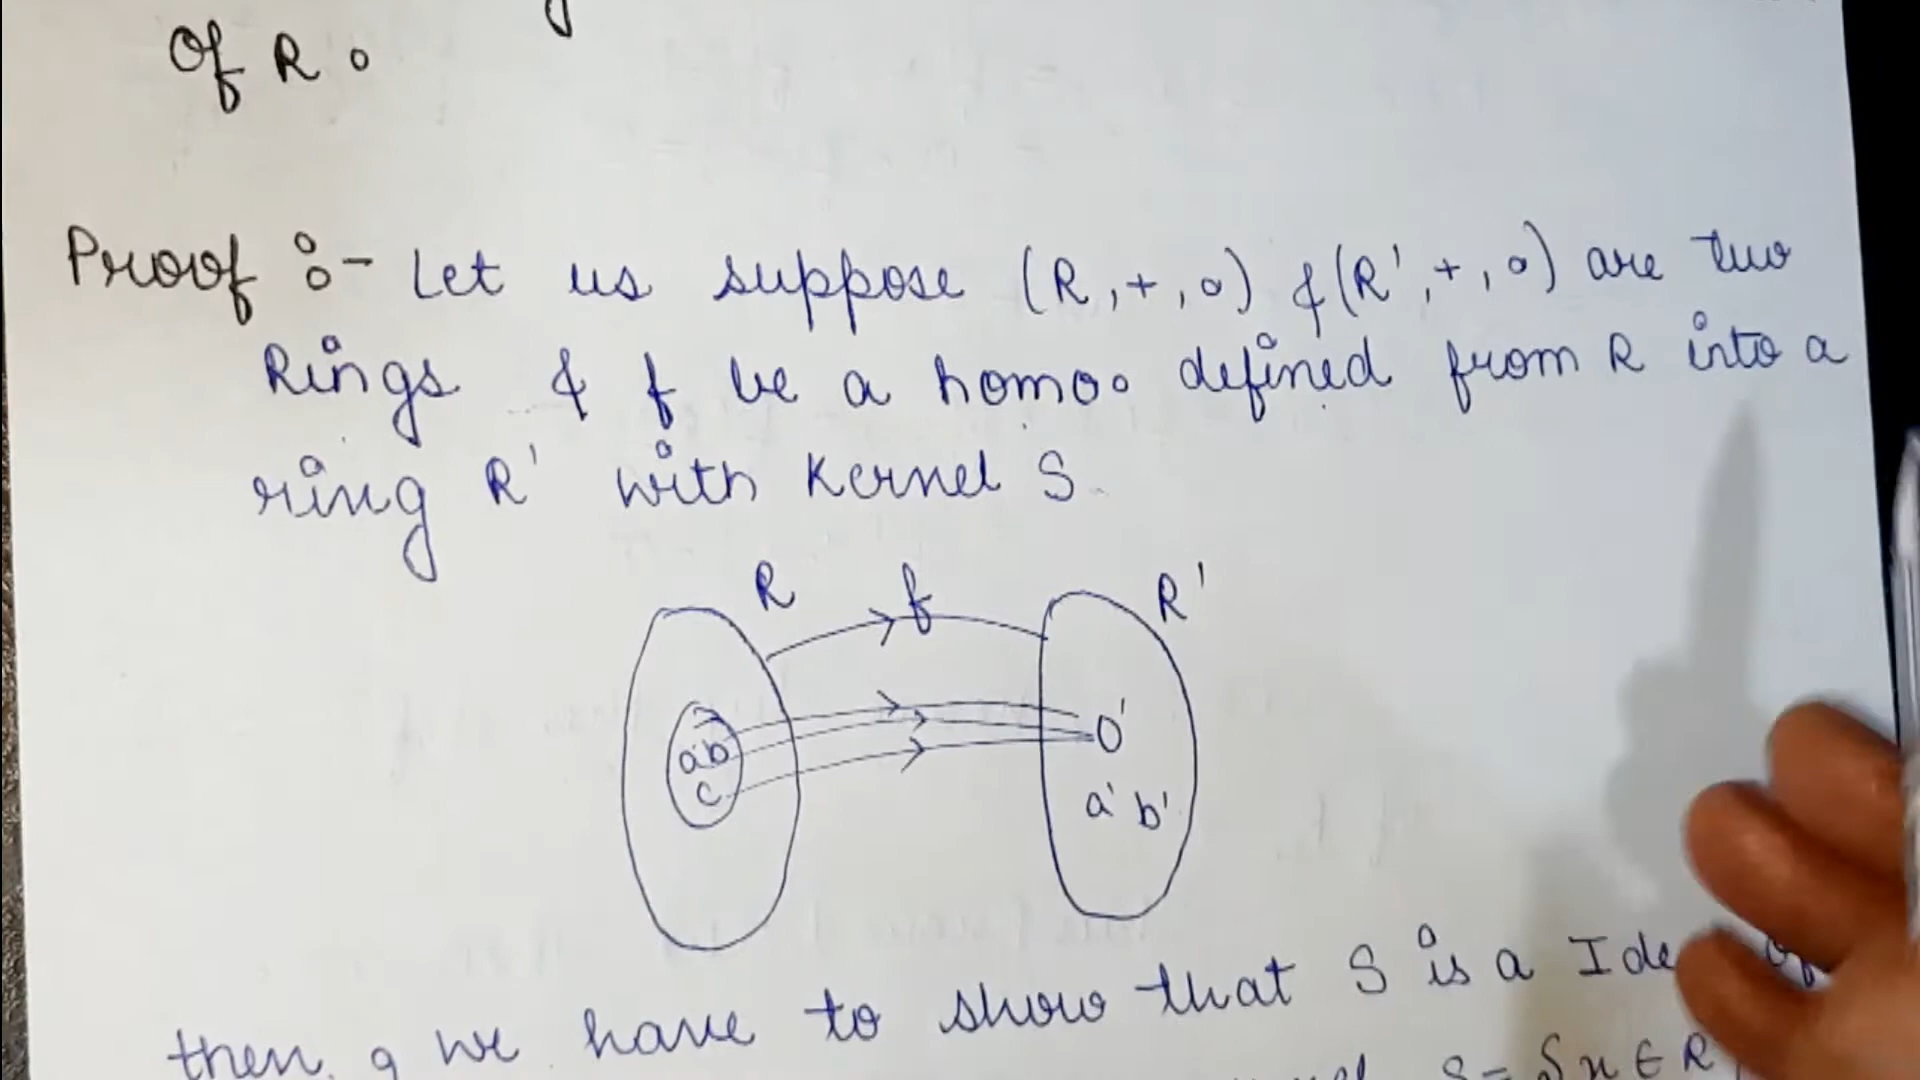 Of R.
Proof :- Let us suppose (R,+,.) & (R',+,.) are two
Rings & f be a homo. defined from R into a
ring R' with Kernel S.
R f R'
a b 0'
c a' b'
then, we have to show that S is a
S = {x ∈ R